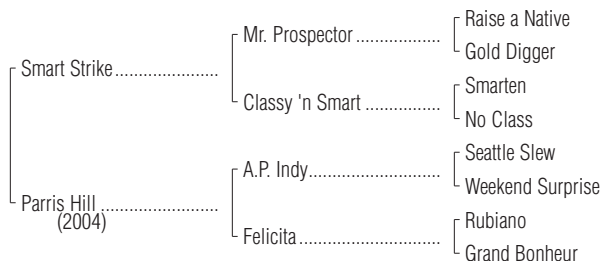 Raise a Native
Mr. Prospector ..................
Gold Digger
Smart Strike......................
Smarten
Classy 'n Smart ................
No Class
Seattle Slew
A.P. Indy............................
Weekend Surprise
Parris Hill .........................
(2004)
Rubiano
Felicita ..............................
Grand Bonheur